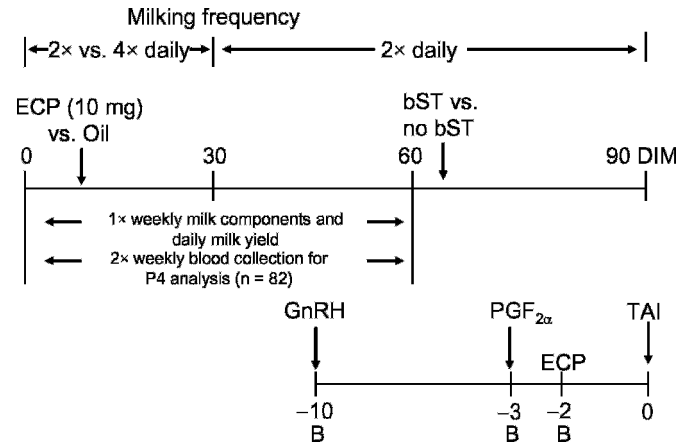 Milking frequency
2× vs. 4× daily
2× daily
ECP (10 mg)
vs. Oil
bST vs.
no bST
0
30
60
90 DIM
1× weekly milk components and
daily milk yield
2× weekly blood collection for
P4 analysis (n = 82)
GnRH
PGF2α
TAI
ECP
−10
−3
−2
0
B
B
B